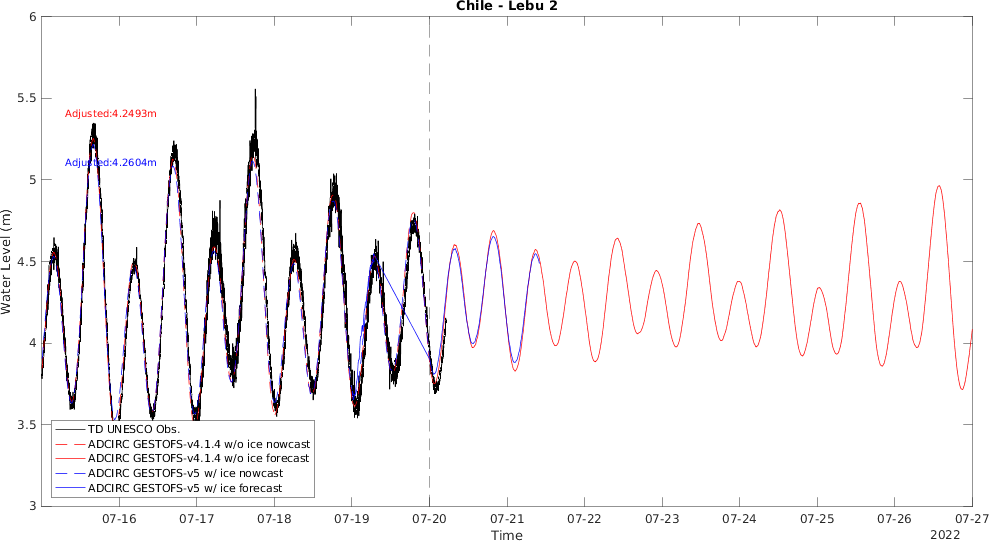 Chile - Lebu 2
6
5.5
5
4.5
4
3.5
3
Water Level (m)
Adjusted:4.2493m
Adjusted:4.2604m
TD UNESCO Obs.
ADCIRC GESTOFS-v4.1.4 w/o ice nowcast
ADCIRC GESTOFS-v4.1.4 w/o ice forecast
ADCIRC GESTOFS-v5 w/ ice nowcast
ADCIRC GESTOFS-v5 w/ ice forecast
07-16 07-17 07-18 07-19 07-20 07-21 07-22 07-23 07-24 07-25 07-26 07-27
Time
2022